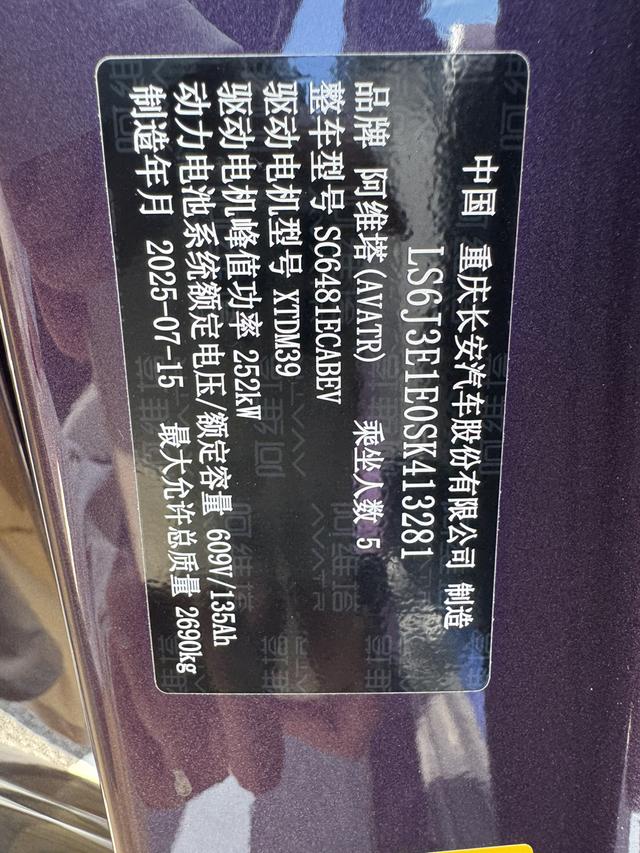 中国 重庆长安汽车股份有限公司 制造
LS6J3E1E0SK413281
品牌 阿维塔(AVATR) 乘坐人数 5
整车型号 SC6481ECABEV
驱动电机型号 XTDM39
驱动电机峰值功率 252kW
动力电池系统额定电压/额定容量 609V/135Ah
制造年月 2025-07-15 最大允许总质量 2690kg